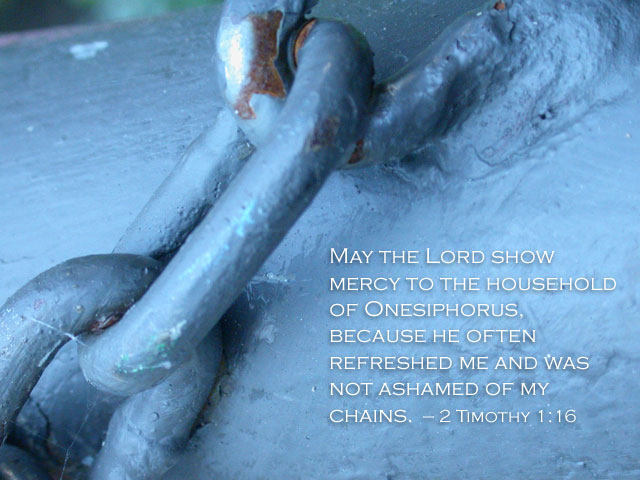 May the Lord show
mercy to the household
of Onesiphorus,
because he often
refreshed me and was
not ashamed of my
chains. – 2 Timothy 1:16